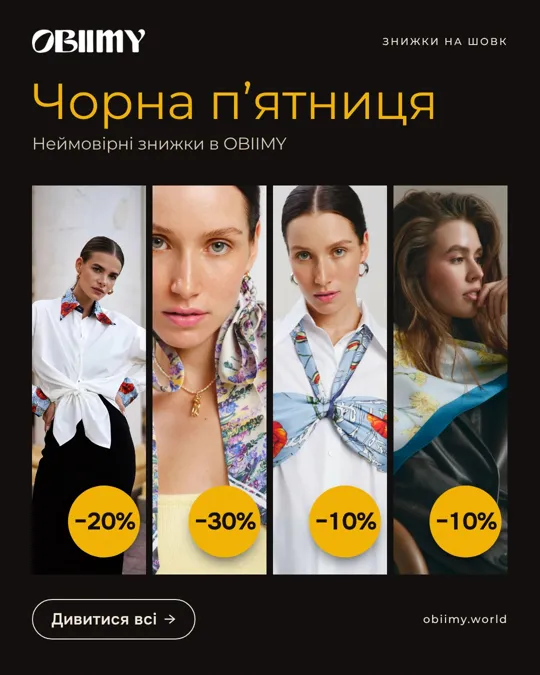 OBIIMY
ЗНИЖКИ НА ШОВК
Чорна п’ятниця
Неймовірні знижки в OBIIMY
-20%
-30%
-10%
-10%
Дивитися всі →
obiimy.world